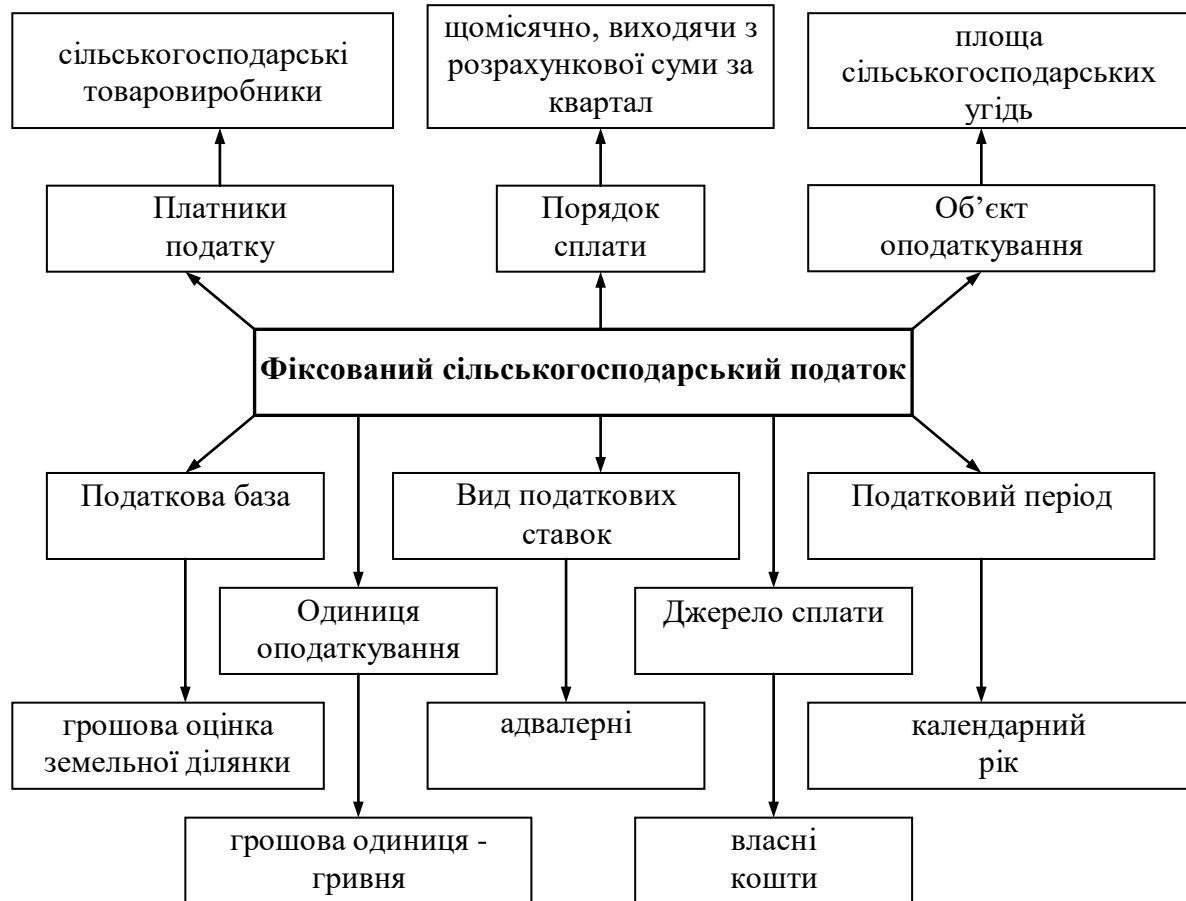 сільськогосподарські
товаровиробники
щомісячно, виходячи з
розрахункової суми за
квартал
площа
сільськогосподарських
угідь
Платники
податку
Порядок
сплати
Об’єкт
оподаткування
Фіксований сільськогосподарський податок
Податкова база
Вид податкових
ставок
Податковий період
Одиниця
оподаткування
Джерело сплати
грошова оцінка
земельної ділянки
адвалерні
календарний
рік
грошова одиниця -
гривня
власні
кошти